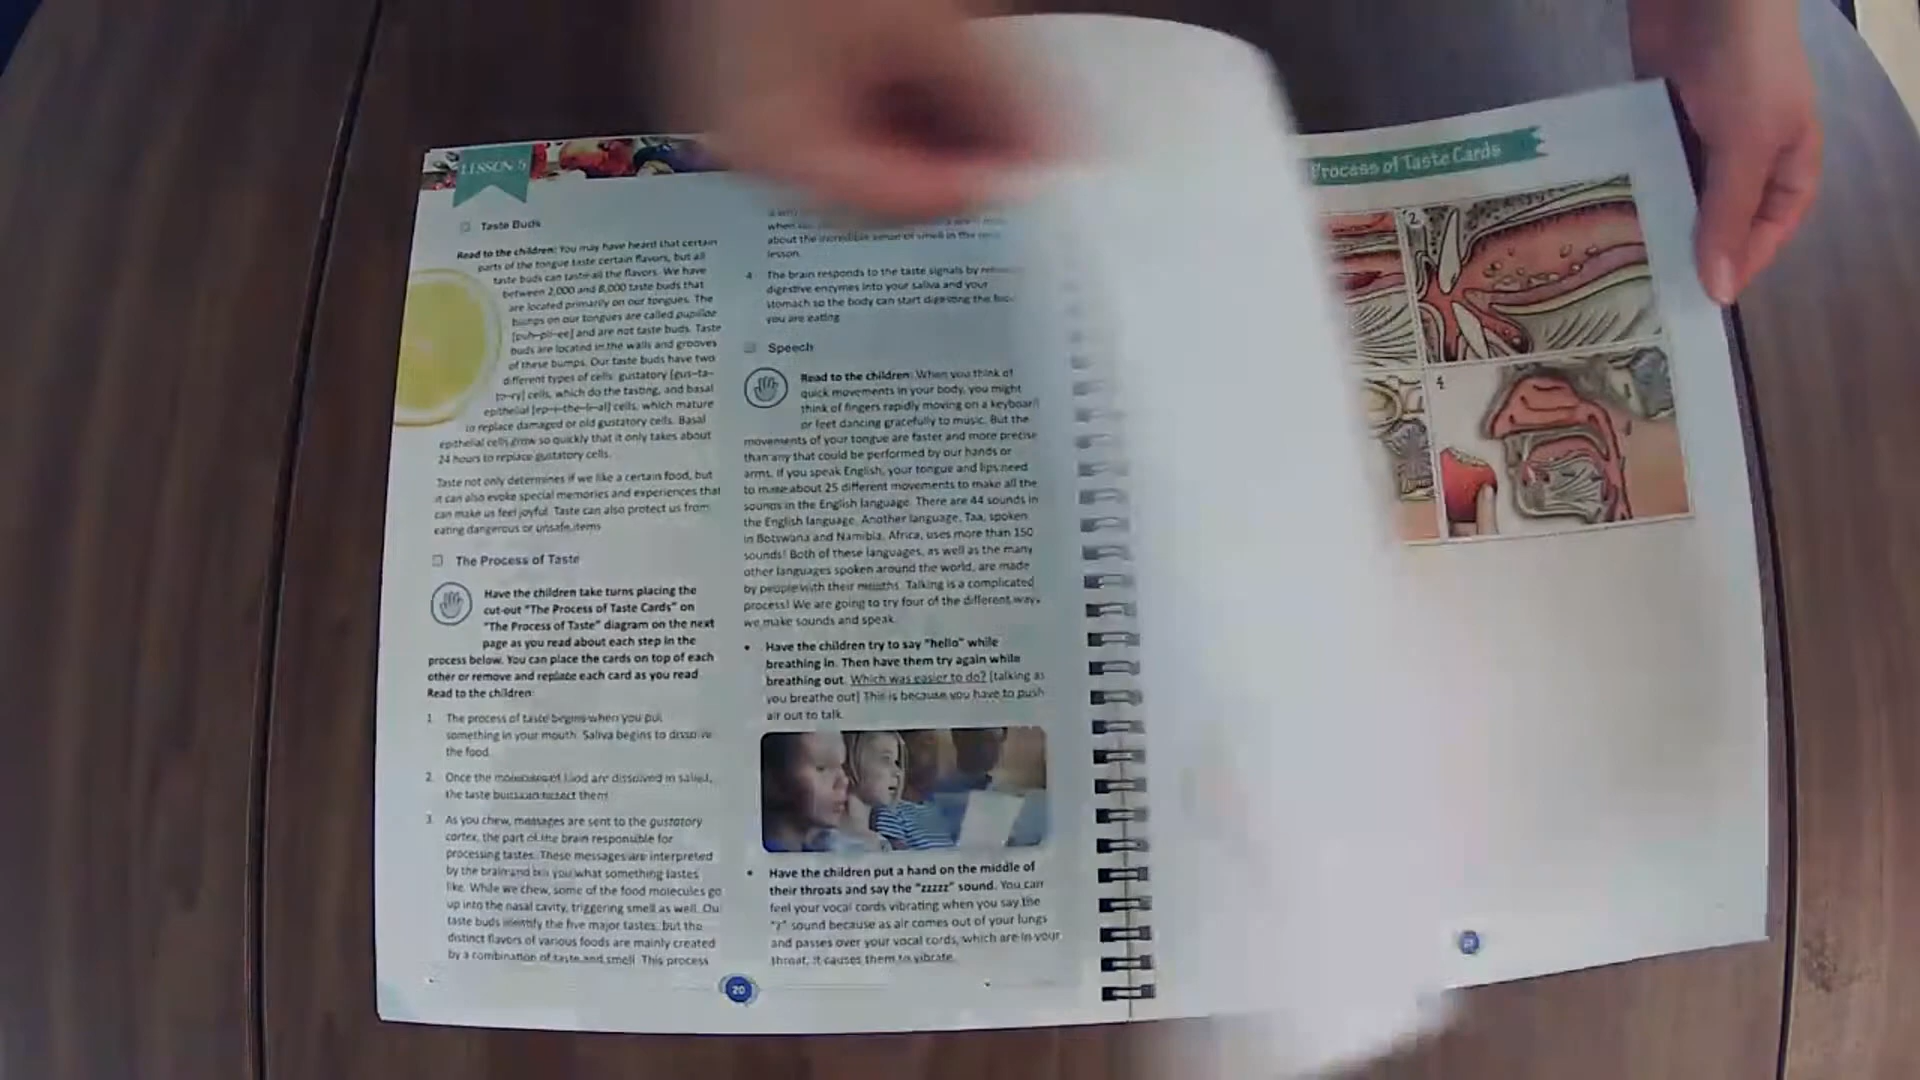 LESSON 5
Taste Buds
Read to the children: You may have heard that certain
parts of the tongue taste certain flavors, but all
taste buds can taste all the flavors. We have
between 2,000 and 8,000 taste buds that
are located primarily on our tongues. The
bumps on our tongues are called
and are not taste buds. Taste
buds are located in the walls and grooves
of these bumps. Our taste buds have two
different types of cells: gustatory [gus-ta-
to-ry] cells, which do the tasting, and basal
epithelial [ep-i-the-li-al] cells, which mature
to replace damaged or old gustatory cells. Basal
epithelial cells grow so quickly that it only takes about
24 hours to replace gustatory cells.
Taste not only determines if we like a certain food, but
it can also evoke special memories and experiences that
can make us feel joyful. Taste can also protect us from
eating dangerous or unsafe items.
The Process of Taste
Have the children take turns placing the
cut-out "The Process of Taste Cards" on
"The Process of Taste" diagram on the next
page as you read about each step in the
process below. You can place the cards on top of each
other or remove and replace each card as you read.
Read to the children:
1. The process of taste begins when you put
something in your mouth. Saliva begins to dissolve
the food.
2. Once the molecules of food are dissolved in saliva,
the taste buds can detect them.
3. As you chew, messages are sent to the gustatory
cortex, the part of the brain responsible for
processing tastes. These messages are interpreted
by the brain and tell you what something tastes
like. While we chew, some of the food molecules go
up into the nasal cavity, triggering smell as well. Our
taste buds identify the five major tastes, but the
distinct flavors of various foods are mainly created
by a combination of taste and smell. This process
about the incredible sense of smell in the
lesson.
4. The brain responds to the taste signals by
digestive enzymes into your saliva and your
stomach so the body can start digesting the food
you are eating.
Speech
Read to the children: When you think of
quick movements in your body, you might
think of fingers rapidly moving on a keyboard
or feet dancing gracefully to music. But the
movements of your tongue are faster and more precise
than any that could be performed by our hands or
arms. If you speak English, your tongue and lips need
to make about 25 different movements to make all the
sounds in the English language. There are 44 sounds in
the English language. Another language, Taa, spoken
in Botswana and Namibia, Africa, uses more than 150
sounds! Both of these languages, as well as the many
other languages spoken around the world, are made
by people with their mouths. Talking is a complicated
process! We are going to try four of the different ways
we make sounds and speak.
• Have the children try to say "hello" while
breathing in. Then have them try again while
breathing out. Which was easier to do? [talking as
you breathe out] This is because you have to push
air out to talk.
• Have the children put a hand on the middle of
their throats and say the "zzzzz" sound. You can
feel your vocal cords vibrating when you say the
"z" sound because as air comes out of your lungs
and passes over your vocal cords, which are in your
throat, it causes them to vibrate.
20
Process of Taste Cards
2
4